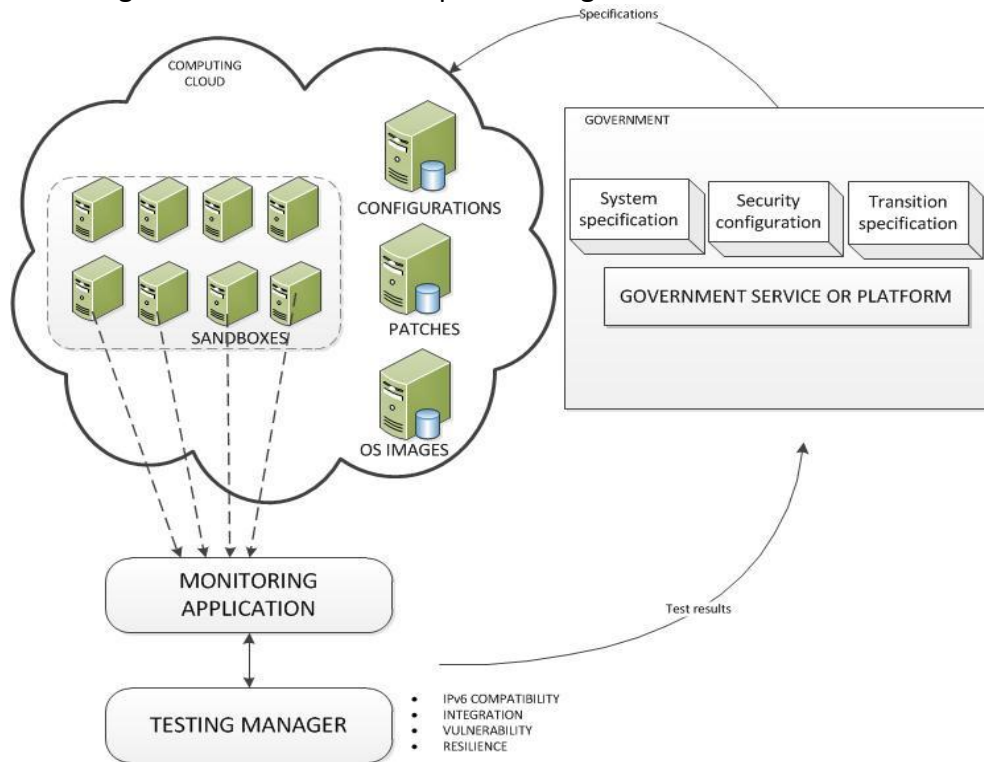 Specifications
COMPUTING
CLOUD
CONFIGURATIONS
PATCHES
OS IMAGES
SANDBOXES
GOVERNMENT
System
specification
Security
configuration
Transition
specification
GOVERNMENT SERVICE OR PLATFORM
MONITORING
APPLICATION
Test results
TESTING MANAGER
• IPv6 COMPATIBILITY
• INTEGRATION
• VULNERABILITY
• RESILIENCE